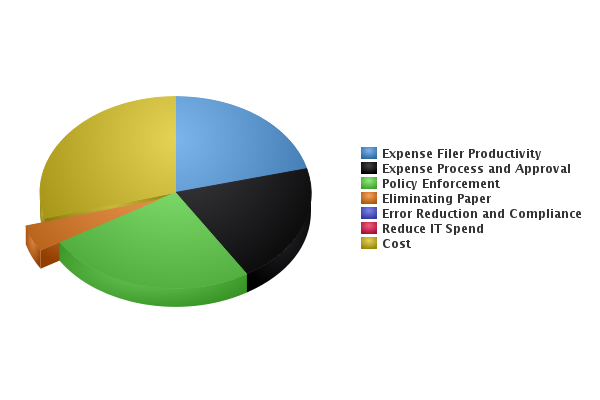 Expense Filer Productivity
Expense Process and Approval
Policy Enforcement
Eliminating Paper
Error Reduction and Compliance
Reduce IT Spend
Cost